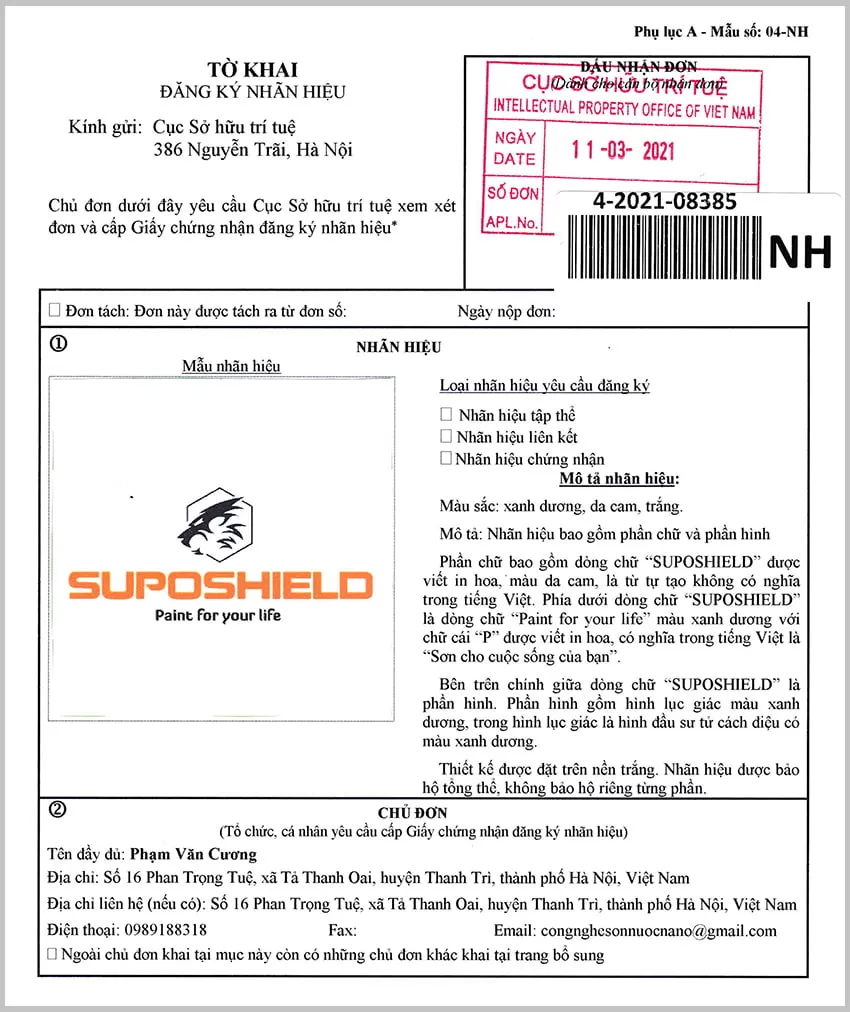 Phụ lục A - Mẫu số: 04-NH
TỜ KHAI
ĐĂNG KÝ NHÃN HIỆU
Kính gửi: Cục Sở hữu trí tuệ
386 Nguyễn Trãi, Hà Nội
Chủ đơn dưới đây yêu cầu Cục Sở hữu trí tuệ xem xét
đơn và cấp Giấy chứng nhận đăng ký nhãn hiệu*
DẤU NHẬN ĐƠN
(Dành cho cán bộ nhận đơn)
CỤC SỞ HỮU TRÍ TUỆ
INTELLECTUAL PROPERTY OFFICE OF VIET NAM
NGÀY
DATE
11-03- 2021
SỐ ĐƠN
APL.No.
4-2021-08385
NH
☐ Đơn tách: Đơn này được tách ra từ đơn số: Ngày nộp đơn:
① NHÃN HIỆU
Mẫu nhãn hiệu
SUPOSHIELD
Paint for your life
Loại nhãn hiệu yêu cầu đăng ký
☐ Nhãn hiệu tập thể
☐ Nhãn hiệu liên kết
☐ Nhãn hiệu chứng nhận
Mô tả nhãn hiệu:
Màu sắc: xanh dương, da cam, trắng.
Mô tả: Nhãn hiệu bao gồm phần chữ và phần hình
Phần chữ bao gồm dòng chữ “SUPOSHIELD” được
viết in hoa, màu da cam, là từ tự tạo không có nghĩa
trong tiếng Việt. Phía dưới dòng chữ “SUPOSHIELD”
là dòng chữ “Paint for your life” màu xanh dương với
chữ cái “P” được viết in hoa, có nghĩa trong tiếng Việt là
“Sơn cho cuộc sống của bạn”.
Bên trên chính giữa dòng chữ “SUPOSHIELD” là
phần hình. Phần hình gồm hình lục giác màu xanh
dương, trong hình lục giác là hình đầu sư tử cách điệu có
màu xanh dương.
Thiết kế được đặt trên nền trắng. Nhãn hiệu được bảo
hộ tổng thể, không bảo hộ riêng từng phần.
② CHỦ ĐƠN
(Tổ chức, cá nhân yêu cầu cấp Giấy chứng nhận đăng ký nhãn hiệu)
Tên đầy đủ: Phạm Văn Cương
Địa chỉ: Số 16 Phan Trọng Tuệ, xã Tả Thanh Oai, huyện Thanh Trì, thành phố Hà Nội, Việt Nam
Địa chỉ liên hệ (nếu có): Số 16 Phan Trọng Tuệ, xã Tả Thanh Oai, huyện Thanh Trì, thành phố Hà Nội, Việt Nam
Điện thoại: 0989188318 Fax: Email: congnghesonnuocnano@gmail.com
☐ Ngoài chủ đơn khai tại mục này còn có những chủ đơn khác khai tại trang bổ sung